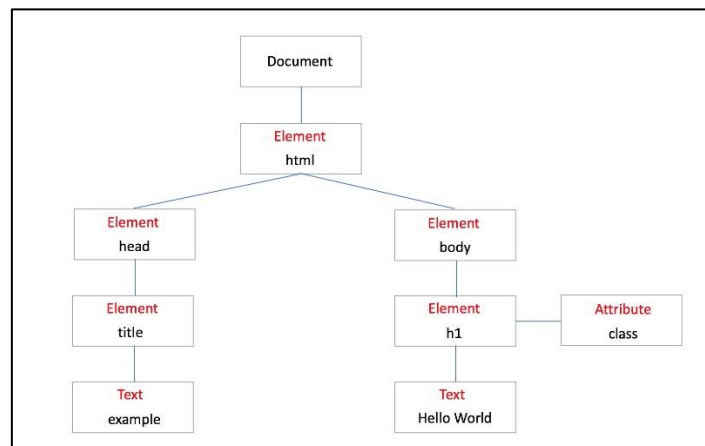 Document
Element
html
Element
head
Element
body
Element
title
Element
h1
Attribute
class
Text
example
Text
Hello World